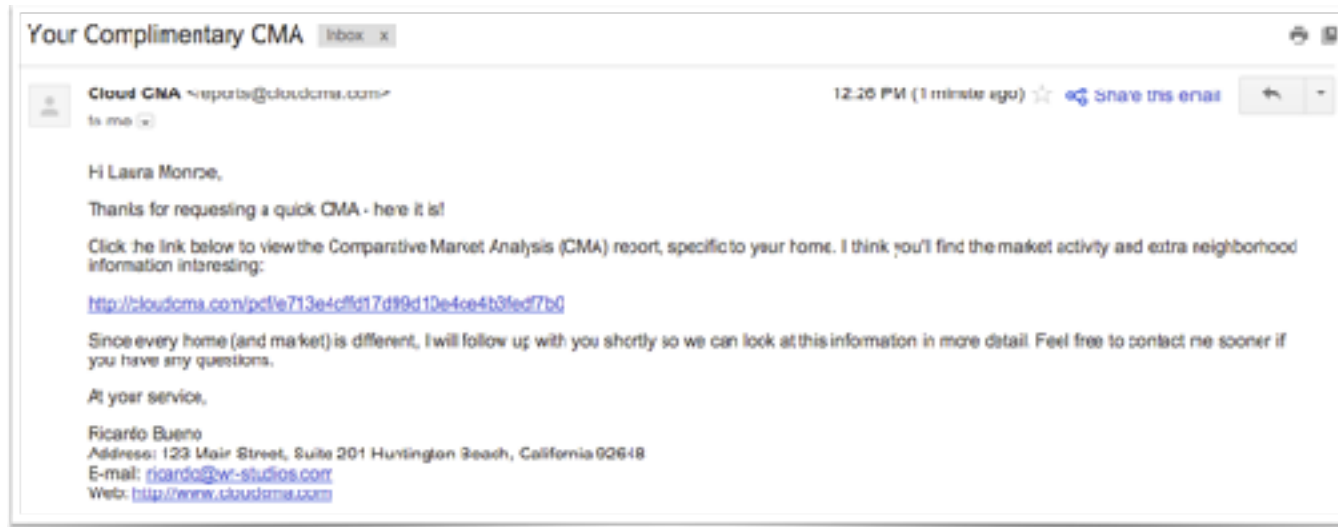 Your Complimentary CMA Inbox x
Cloud CMA <reports@cloudcma.com> 12:26 PM (1 minute ago) Share this email
to me
Hi Laura Monroe,
Thanks for requesting a quick CMA - here it is!
Click the link below to view the Comparative Market Analysis (CMA) report, specific to your home. I think you'll find the market activity and extra neighborhood
information interesting:
Since every home (and market) is different, I will follow up with you shortly so we can look at this information in more detail. Feel free to contact me sooner if
you have any questions.
At your service,
Ricardo Bueno
Address: 123 Main Street, Suite 201 Huntington Beach, California 92648
E-mail: ricardo@wr-studios.com
Web: http://www.cloudcma.com